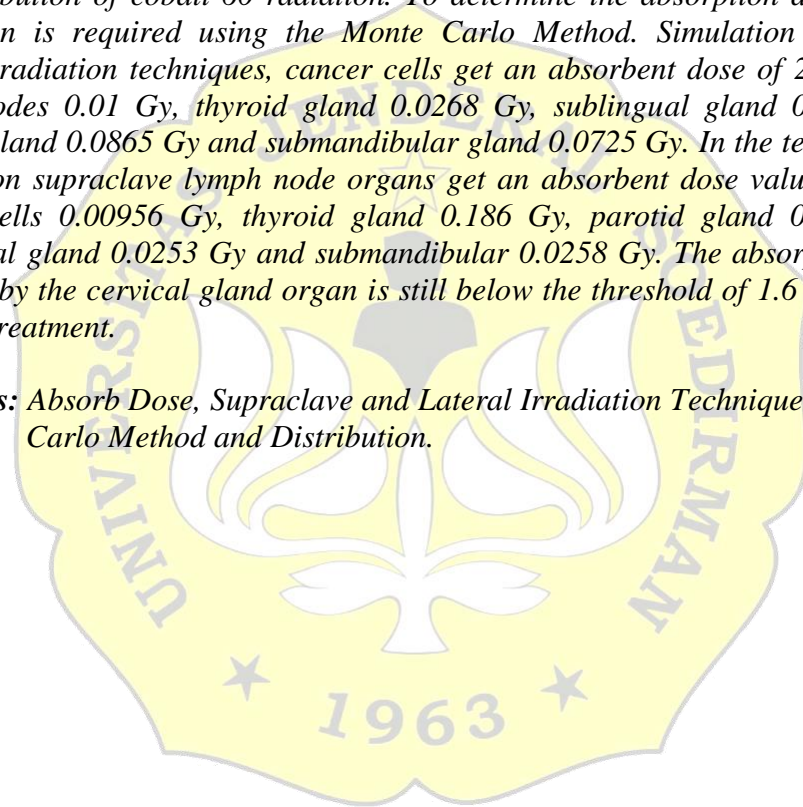 bution of cobalt 60 radiation. To determine the absorption a
n is required using the Monte Carlo Method. Simulation
radiation techniques, cancer cells get an absorbent dose of 2
odes 0.01 Gy, thyroid gland 0.0268 Gy, sublingual gland 0.
land 0.0865 Gy and submandibular gland 0.0725 Gy. In the te
on supraclave lymph node organs get an absorbent dose valu
ells 0.00956 Gy, thyroid gland 0.186 Gy, parotid gland 0.
al gland 0.0253 Gy and submandibular 0.0258 Gy. The absorp
by the cervical gland organ is still below the threshold of 1.6
reatment.
s: Absorb Dose, Supraclave and Lateral Irradiation Technique
Carlo Method and Distribution.
UNIVERSITAS JENDERAL SOEDIRMAN
1963